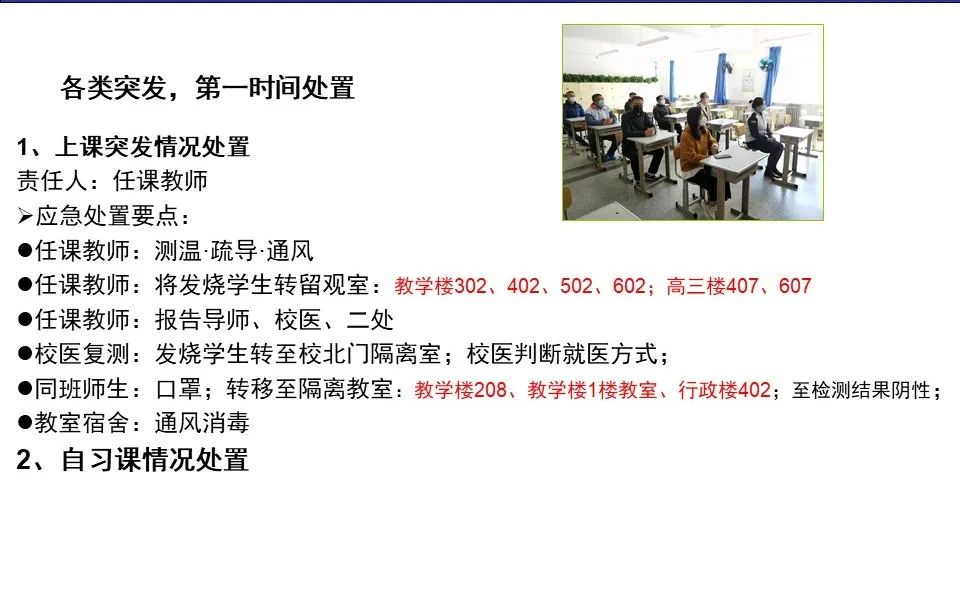 各类突发，第一时间处置
1、上课突发情况处置
责任人：任课教师
➢应急处置要点：
●任课教师：测温·疏导·通风
●任课教师：将发烧学生转留观室：教学楼302、402、502、602；高三楼407、607
●任课教师：报告导师、校医、二处
●校医复测：发烧学生转至校北门隔离室；校医判断就医方式；
●同班师生：口罩；转移至隔离教室：教学楼208、教学楼1楼教室、行政楼402；至检测结果阴性；
●教室宿舍：通风消毒
2、自习课情况处置